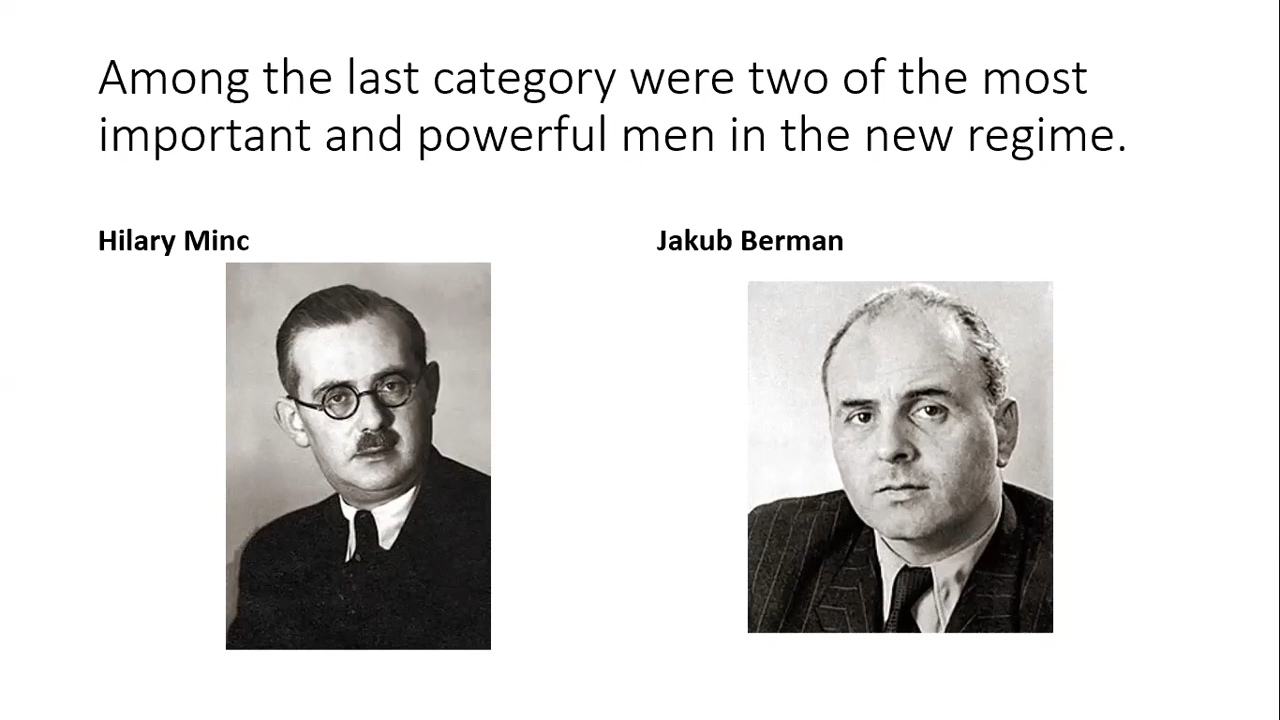 Among the last category were two of the most
important and powerful men in the new regime.
Hilary Minc
Jakub Berman